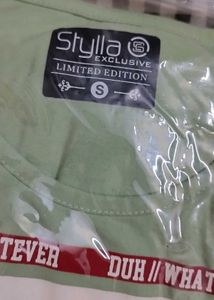 Stylla S
EXCLUSIVE
LIMITED EDITION
S
TEVER DUH // WHAT